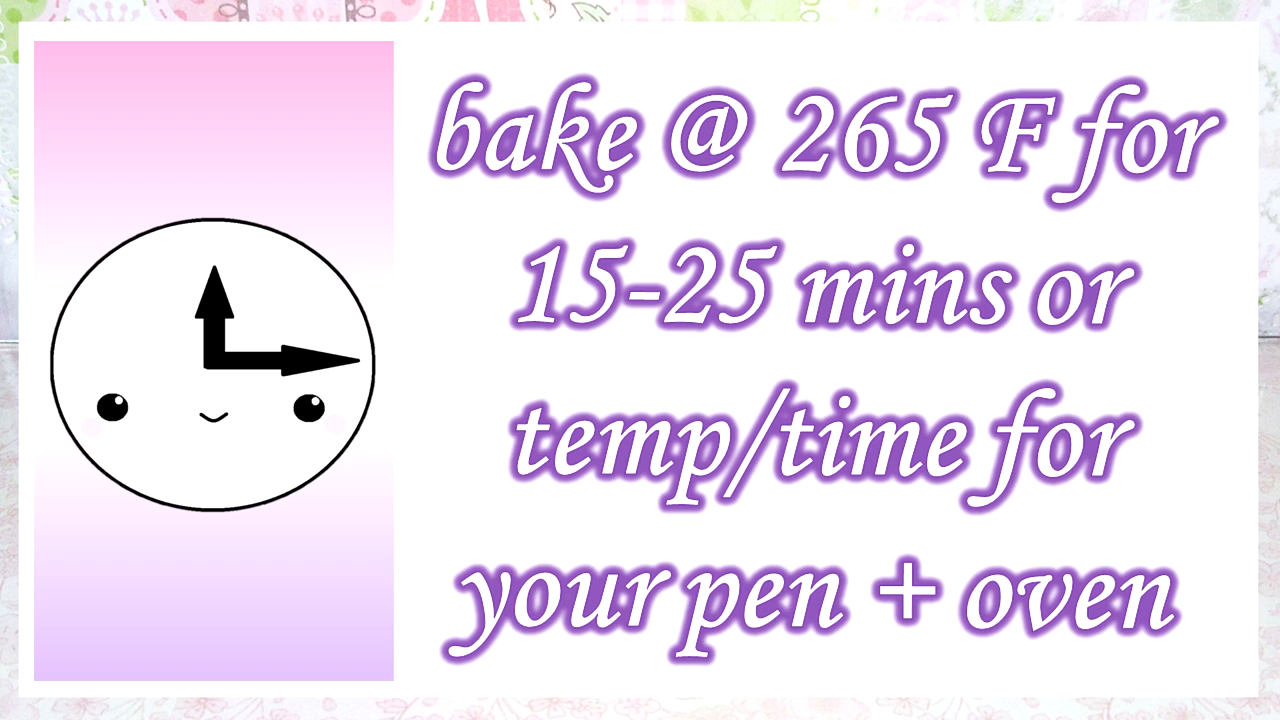 bake @ 265 F for
15-25 mins or
temp/time for
your pen + oven